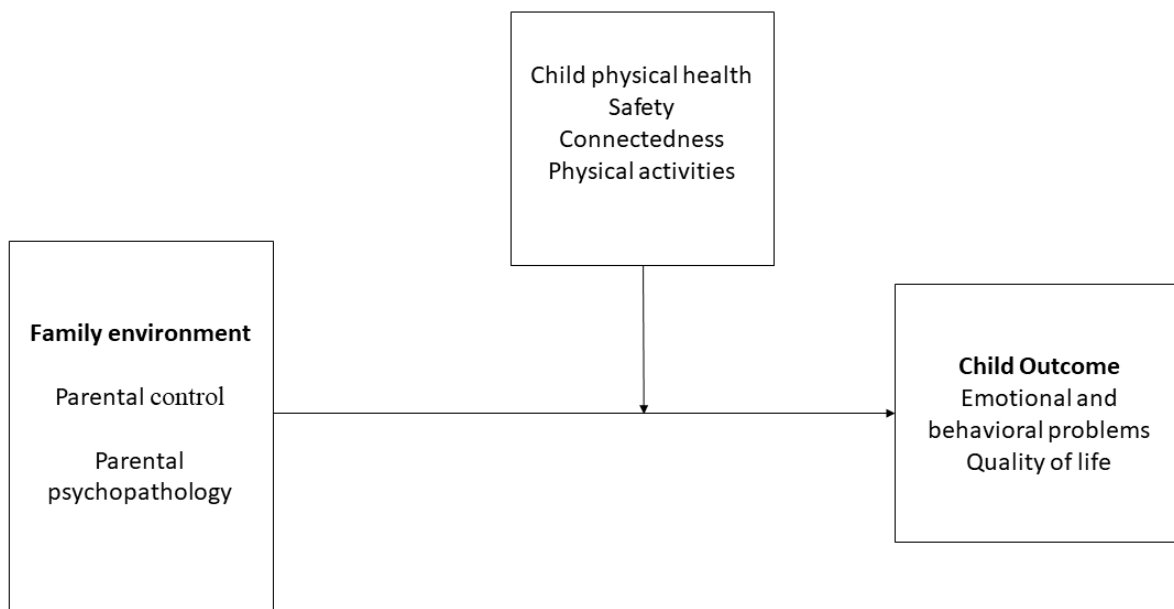 Child physical health
Safety
Connectedness
Physical activities
Family environment
Parental control
Parental
psychopathology
Child Outcome
Emotional and
behavioral problems
Quality of life